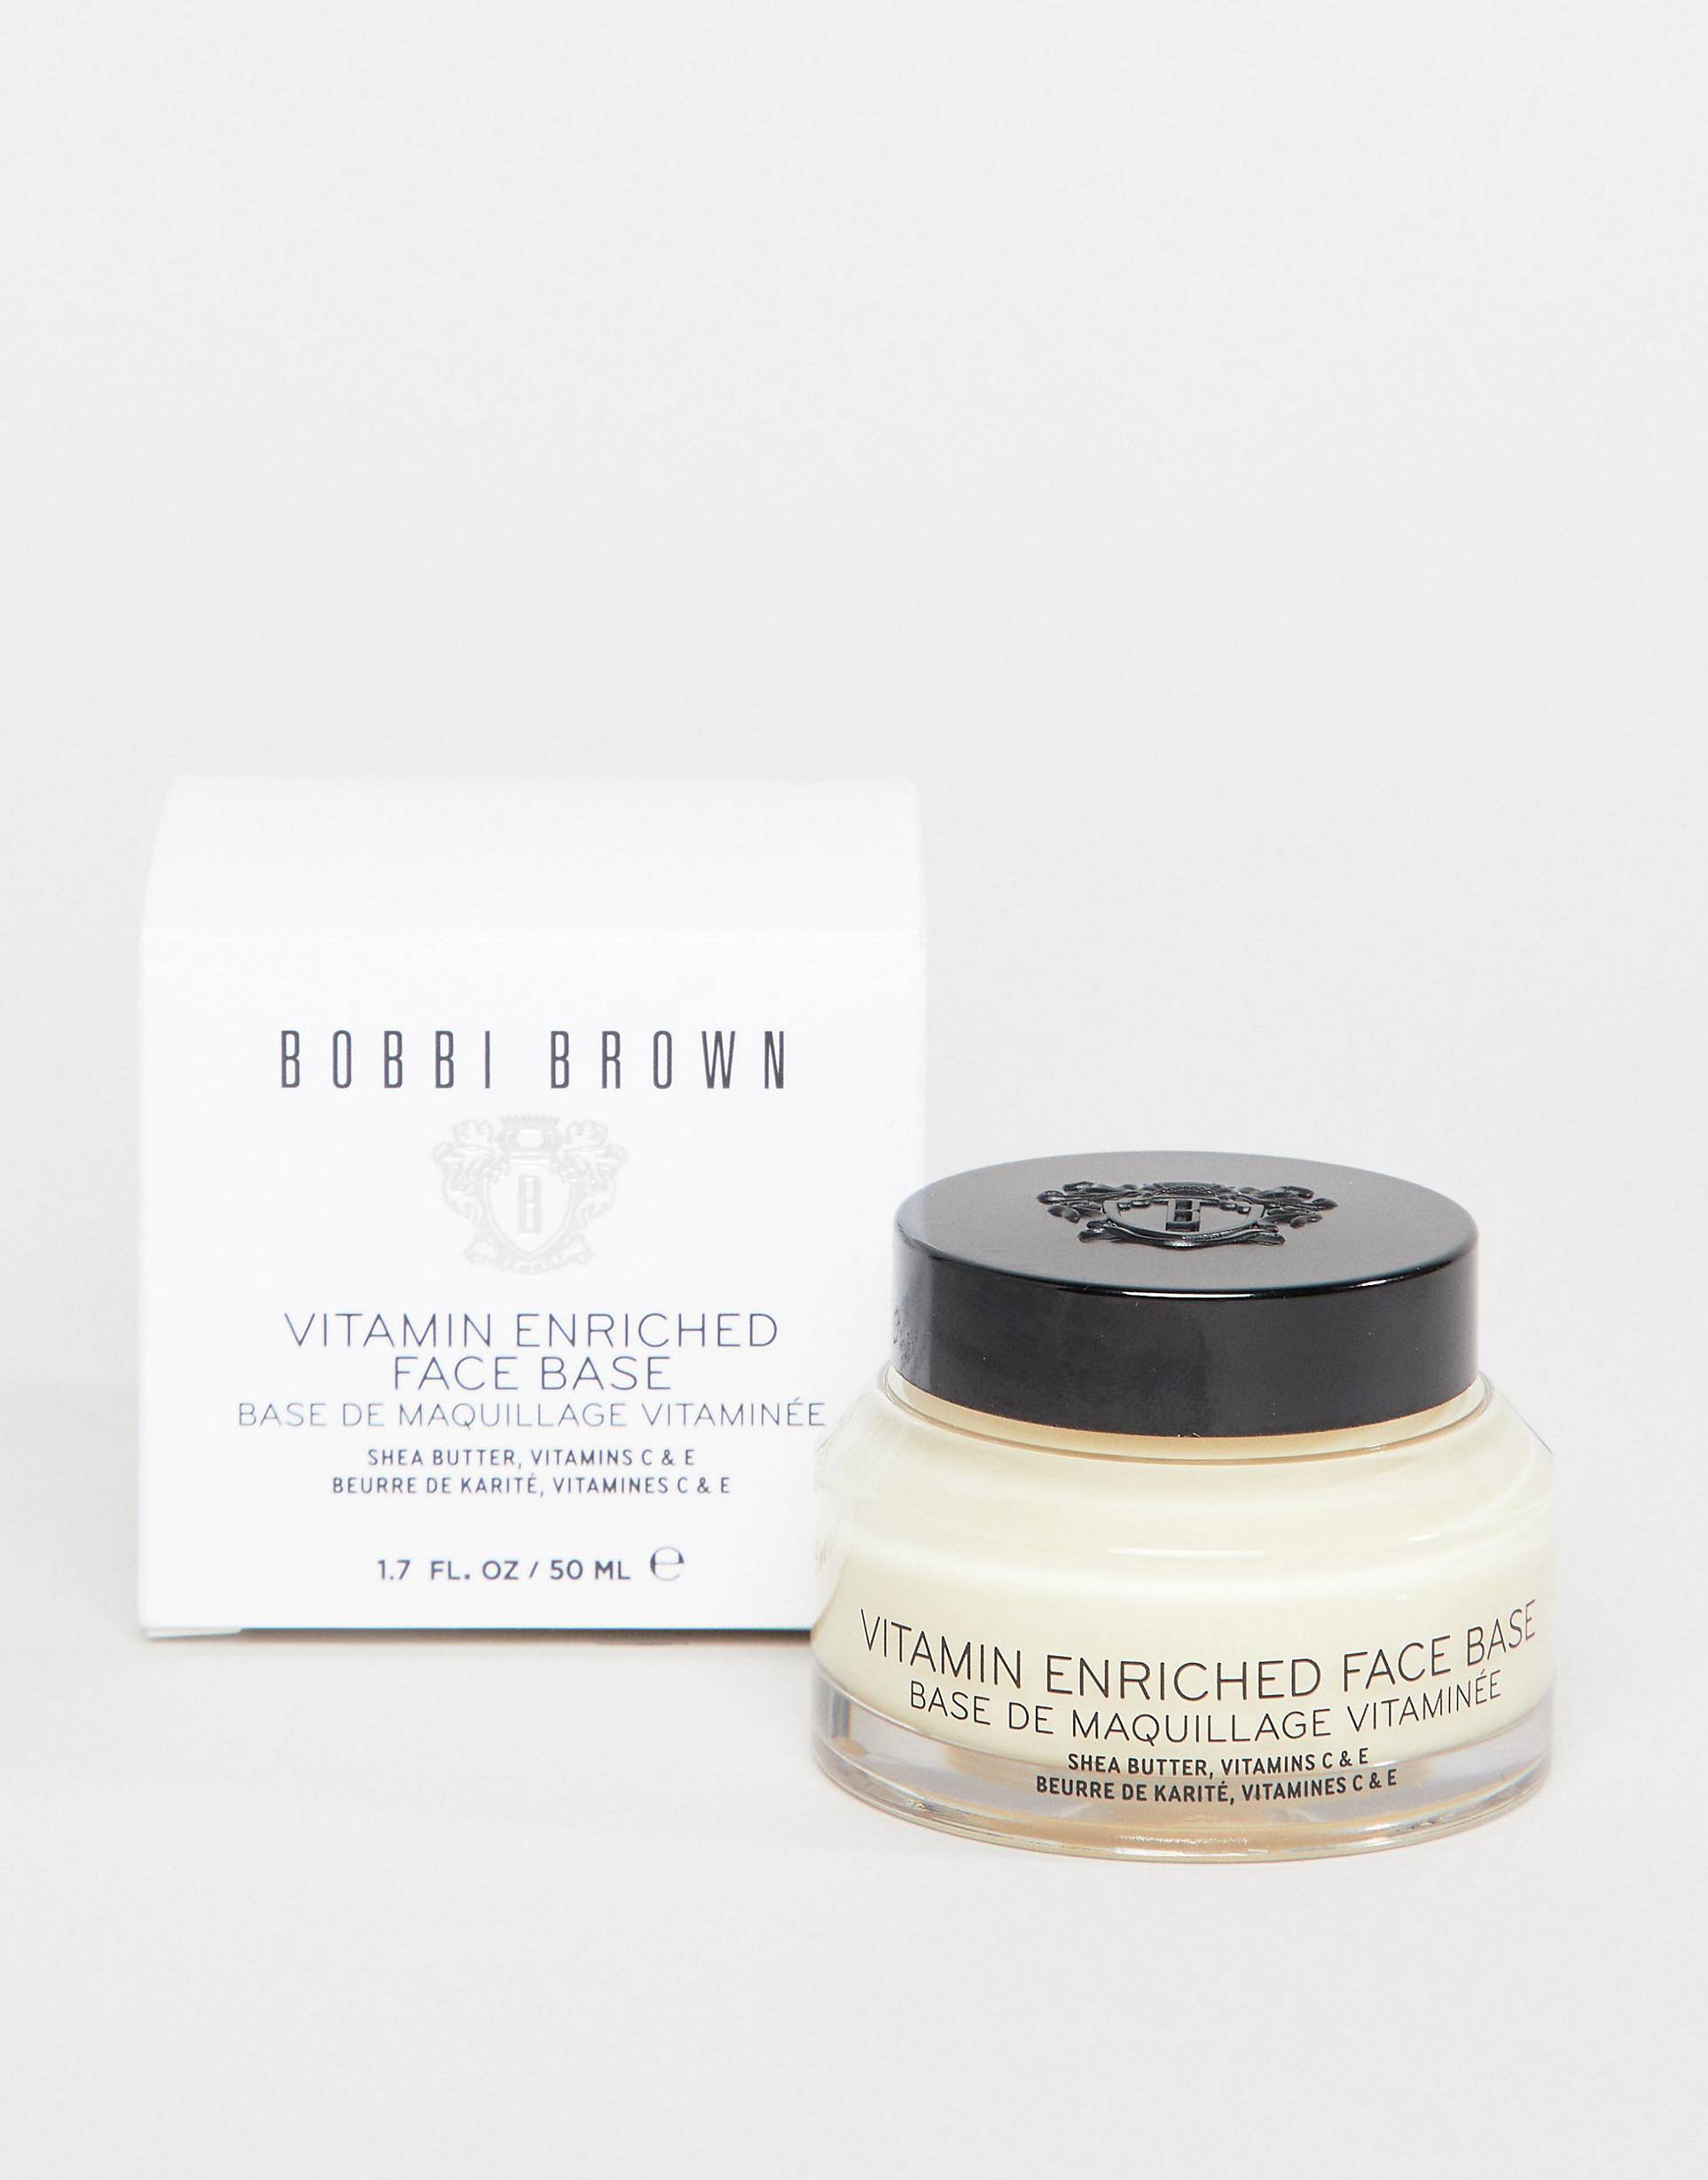 BOBBI BROWN
B
VITAMIN ENRICHED
FACE BASE
BASE DE MAQUILLAGE VITAMINÉE
SHEA BUTTER, VITAMINS C & E
BEURRE DE KARITÉ, VITAMINES C & E
1.7 FL. OZ / 50 ML ℮
B
VITAMIN ENRICHED FACE BASE
BASE DE MAQUILLAGE VITAMINÉE
SHEA BUTTER, VITAMINS C & E
BEURRE DE KARITÉ, VITAMINES C & E